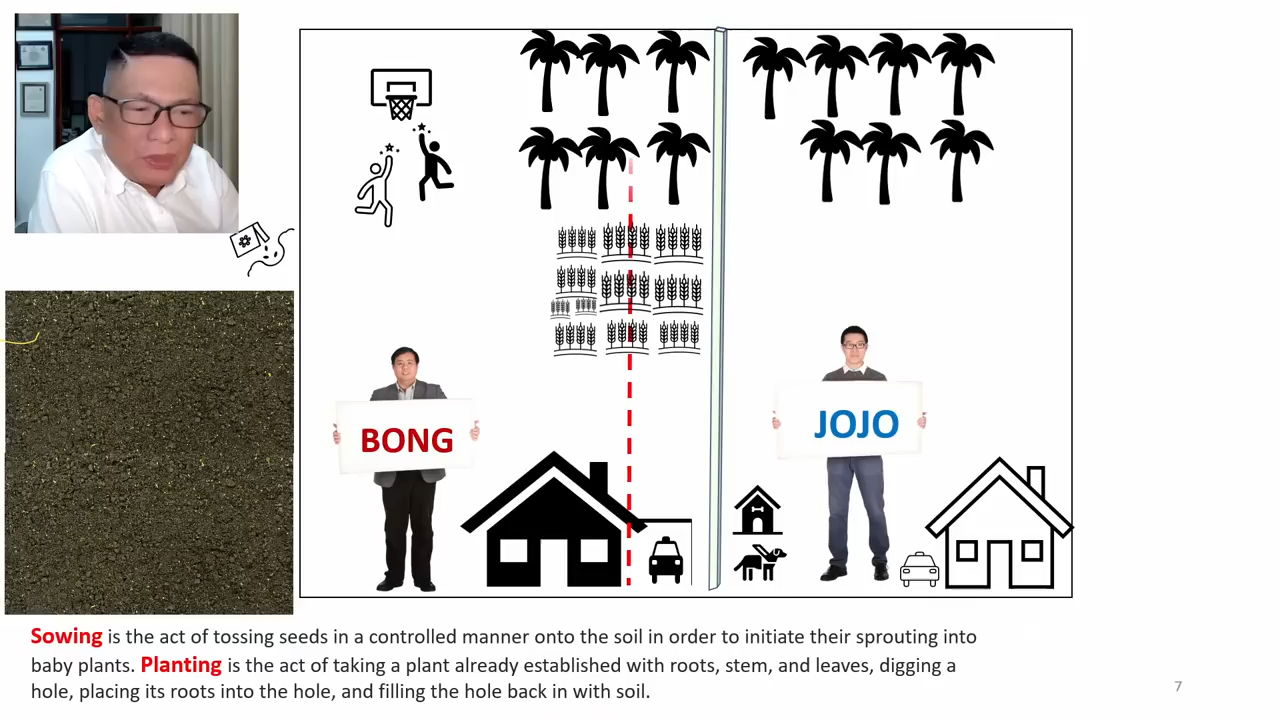 BONG
JOJO
Sowing is the act of tossing seeds in a controlled manner onto the soil in order to initiate their sprouting into
baby plants. Planting is the act of taking a plant already established with roots, stem, and leaves, digging a
hole, placing its roots into the hole, and filling the hole back in with soil.
7